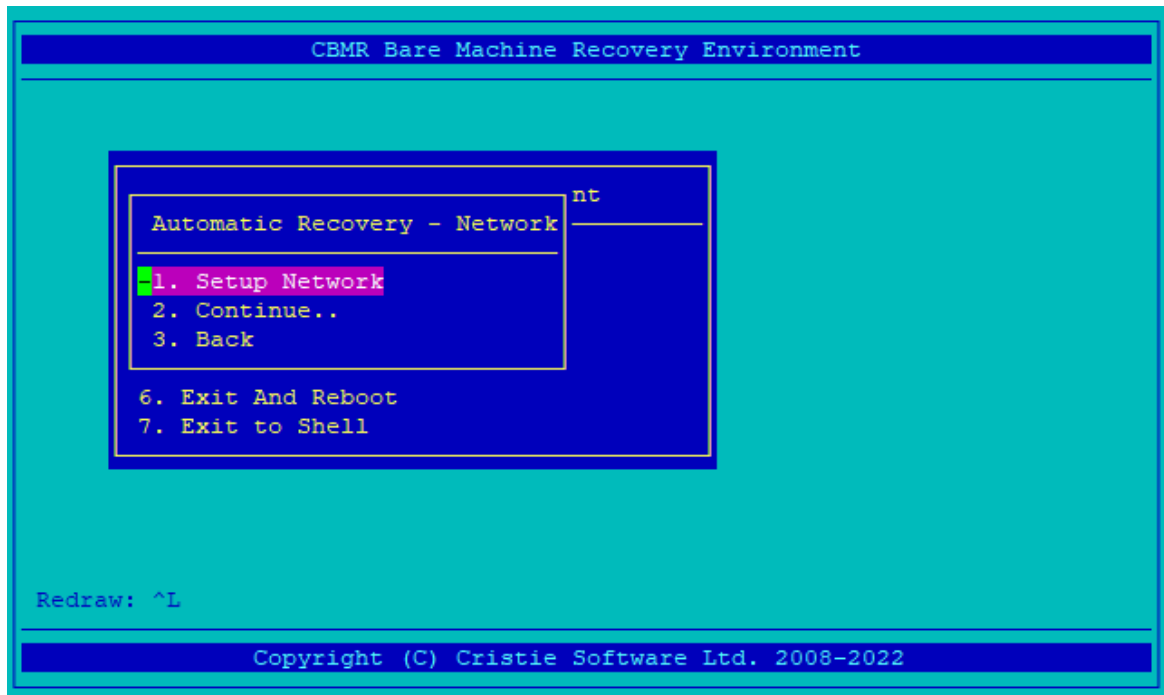 CBMR Bare Machine Recovery Environment
nt
Automatic Recovery - Network
-1. Setup Network
2. Continue..
3. Back
6. Exit And Reboot
7. Exit to Shell
Redraw: ^L
Copyright (C) Cristie Software Ltd. 2008-2022